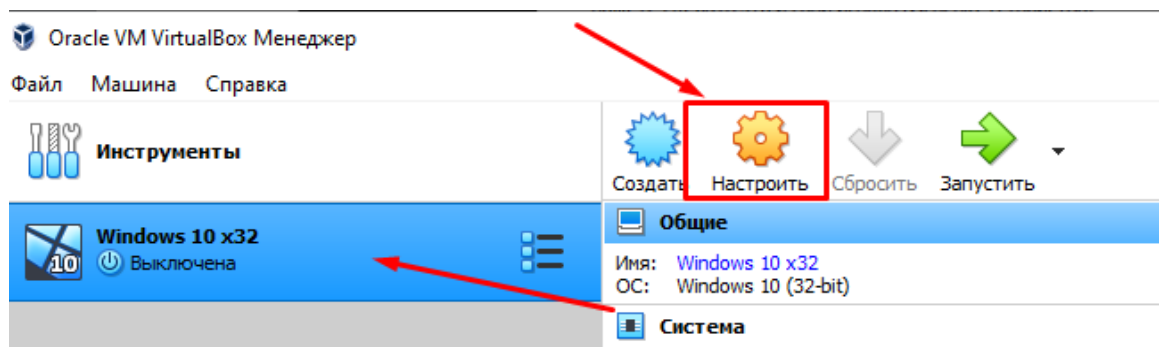 Oracle VM VirtualBox Менеджер
Файл Машина Справка
Инструменты
Создать Настроить Сбросить Запустить
Windows 10 x32
10 Выключена
Общие
Имя: Windows 10 x32
ОС: Windows 10 (32-bit)
Система